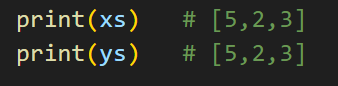 print(xs)   # [5,2,3]
print(ys)   # [5,2,3]